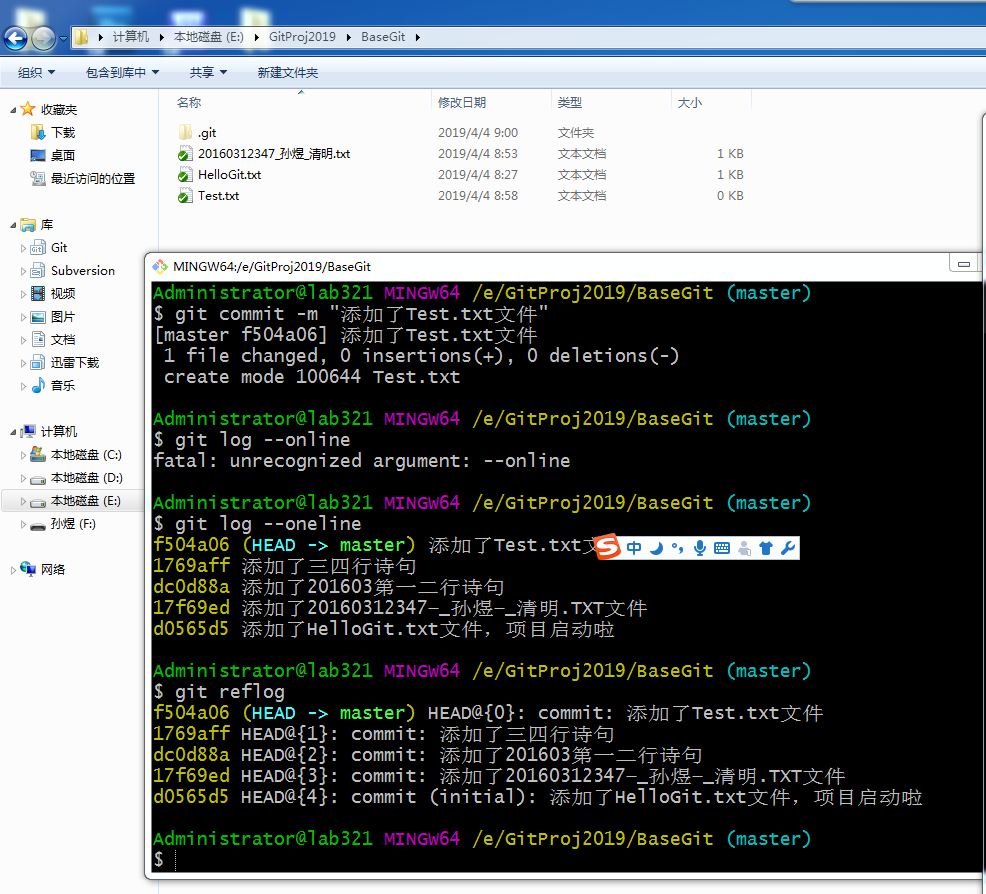 计算机 本地磁盘 (E:) GitProj2019 BaseGit
组织 包含到库中 共享 新建文件夹
收藏夹
下载
桌面
最近访问的位置
库
Git
Subversion
视频
图片
文档
迅雷下载
音乐
计算机
本地磁盘 (C:)
本地磁盘 (D:)
本地磁盘 (E:)
孙煜 (F:)
网络
名称 修改日期 类型 大小
.git 2019/4/4 9:00 文件夹
20160312347_孙煜_清明.txt 2019/4/4 8:53 文本文档 1 KB
HelloGit.txt 2019/4/4 8:27 文本文档 1 KB
Test.txt 2019/4/4 8:58 文本文档 0 KB
MINGW64:/e/GitProj2019/BaseGit
Administrator@lab321 MINGW64 /e/GitProj2019/BaseGit (master)
$ git commit -m "添加了Test.txt文件"
[master f504a06] 添加了Test.txt文件
1 file changed, 0 insertions(+), 0 deletions(-)
create mode 100644 Test.txt
Administrator@lab321 MINGW64 /e/GitProj2019/BaseGit (master)
$ git log --online
fatal: unrecognized argument: --online
Administrator@lab321 MINGW64 /e/GitProj2019/BaseGit (master)
$ git log --oneline
f504a06 (HEAD -> master) 添加了Test.txt文
中
1769aff 添加了三四行诗句
dc0d88a 添加了201603第一二行诗句
17f69ed 添加了20160312347-_孙煜-_清明.TXT文件
d0565d5 添加了HelloGit.txt文件，项目启动啦
Administrator@lab321 MINGW64 /e/GitProj2019/BaseGit (master)
$ git reflog
f504a06 (HEAD -> master) HEAD@{0}: commit: 添加了Test.txt文件
1769aff HEAD@{1}: commit: 添加了三四行诗句
dc0d88a HEAD@{2}: commit: 添加了201603第一二行诗句
17f69ed HEAD@{3}: commit: 添加了20160312347-_孙煜-_清明.TXT文件
d0565d5 HEAD@{4}: commit (initial): 添加了HelloGit.txt文件，项目启动啦
Administrator@lab321 MINGW64 /e/GitProj2019/BaseGit (master)
$